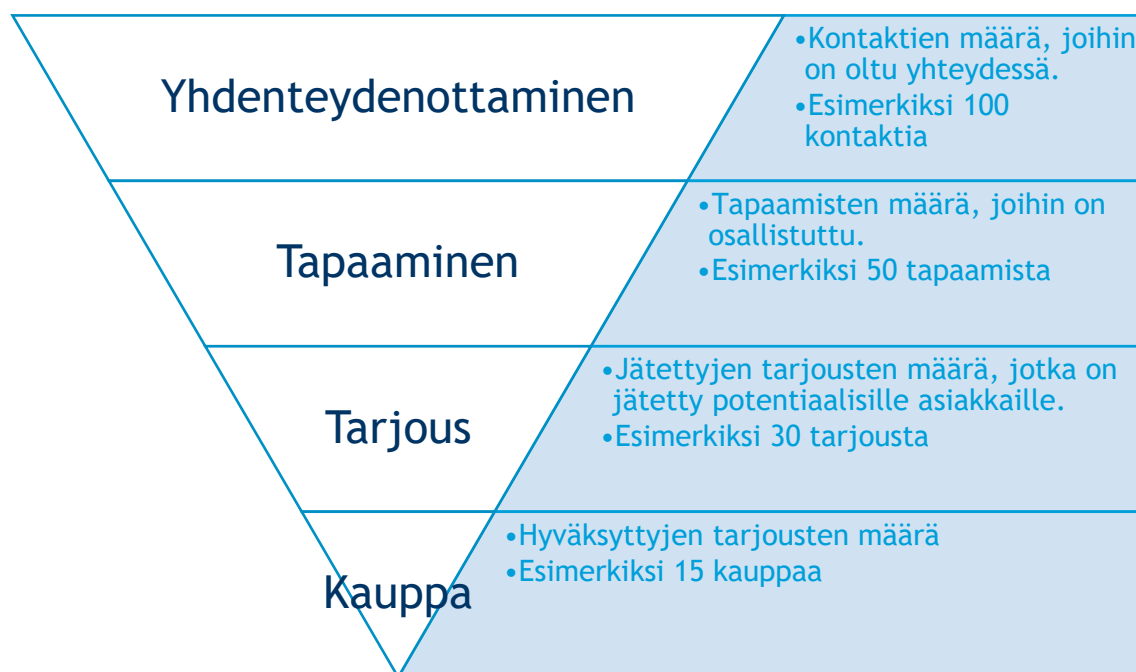 Yhdenteydenottaminen
•Kontaktien määrä, joihin
on oltu yhteydessä.
•Esimerkiksi 100
kontaktia
Tapaaminen
•Tapaamisten määrä, joihin on
osallistuttu.
•Esimerkiksi 50 tapaamista
Tarjous
•Jätettyjen tarjousten määrä, jotka on
jätetty potentiaalisille asiakkaille.
•Esimerkiksi 30 tarjousta
Kauppa
•Hyväksyttyjen tarjousten määrä
•Esimerkiksi 15 kauppaa